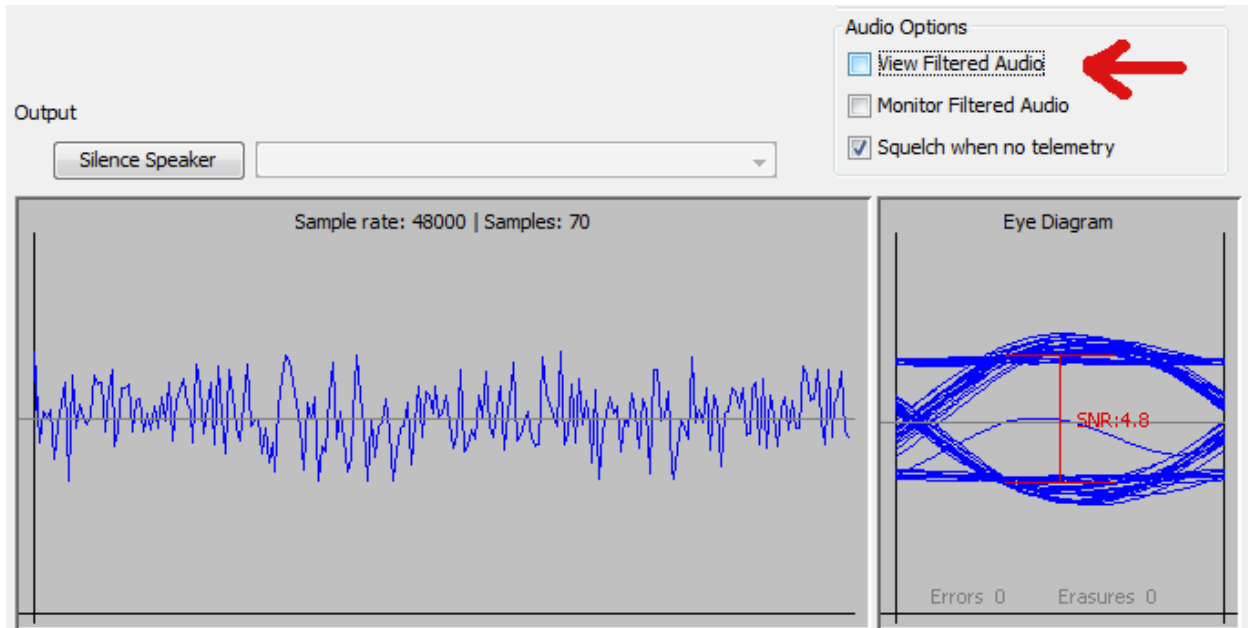 Audio Options
View Filtered Audio
Monitor Filtered Audio
Squelch when no telemetry
Output
Silence Speaker
Sample rate: 48000 | Samples: 70
Eye Diagram
SNR:4.8
Errors 0 Erasures 0